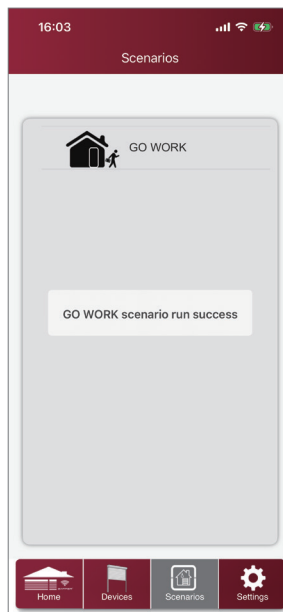 16:03
Scenarios
GO WORK
GO WORK scenario run success
Home
Devices
Scenarios
Settings